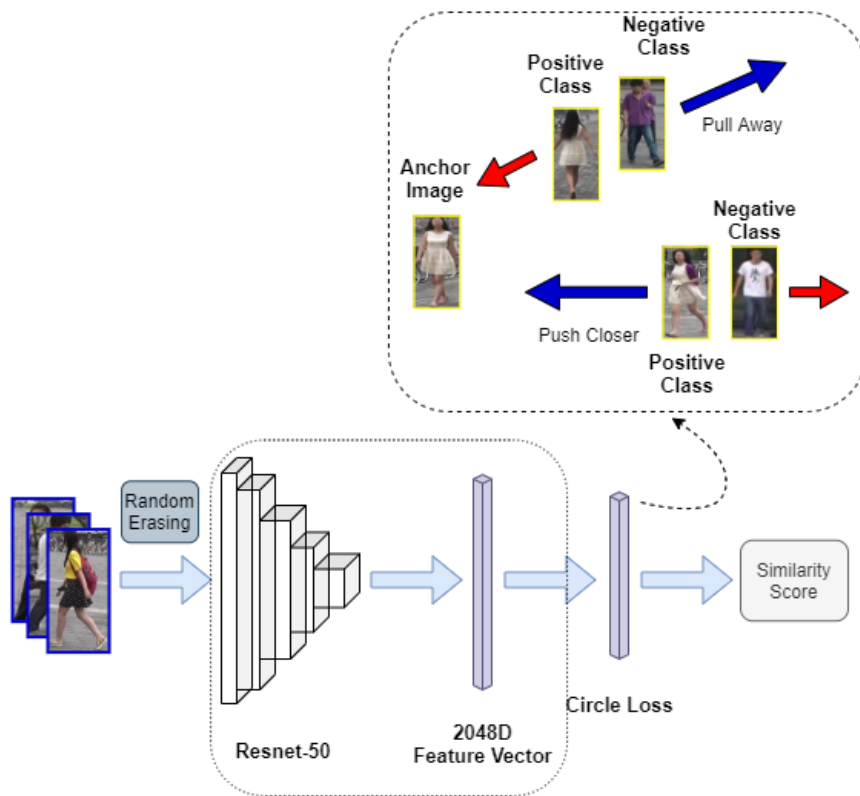 Negative
Class
Positive
Class
Pull Away
Anchor
Image
Negative
Class
Push Closer
Positive
Class
Random
Erasing
Similarity
Score
Circle Loss
2048D
Feature Vector
Resnet-50